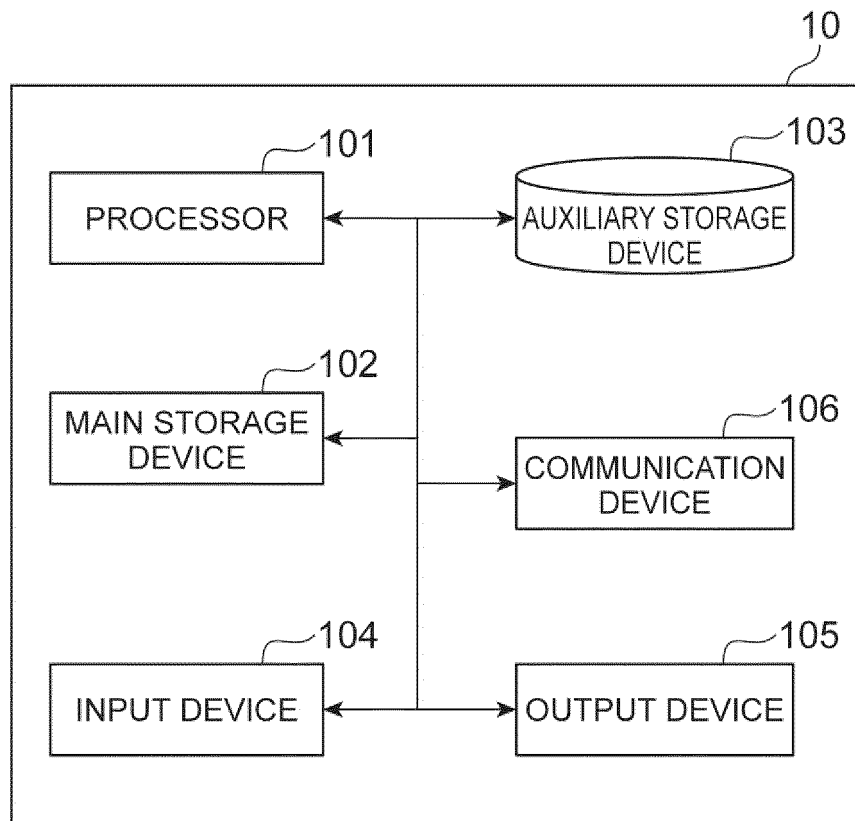 10
101
PROCESSOR
103
AUXILIARY STORAGE
DEVICE
102
MAIN STORAGE
DEVICE
106
COMMUNICATION
DEVICE
104
INPUT DEVICE
105
OUTPUT DEVICE